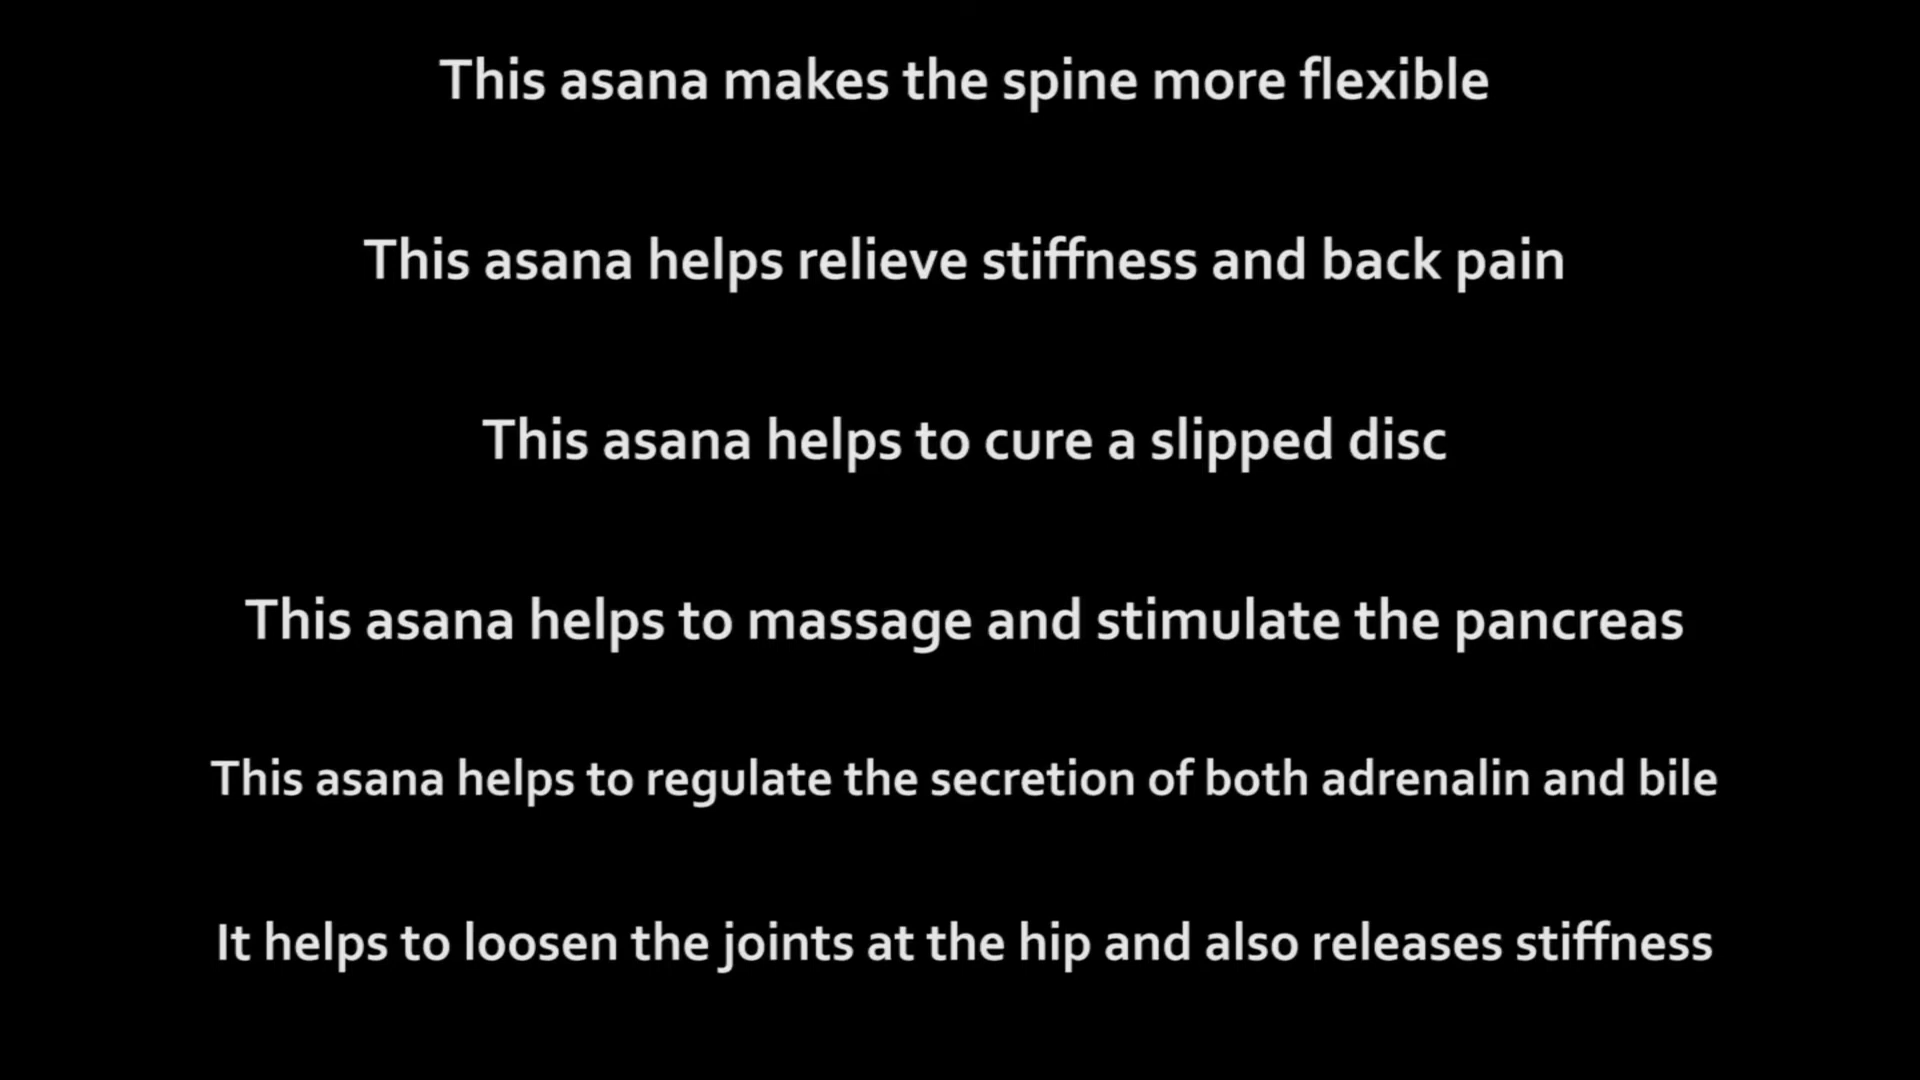 This asana makes the spine more flexible
This asana helps relieve stiffness and back pain
This asana helps to cure a slipped disc
This asana helps to massage and stimulate the pancreas
This asana helps to regulate the secretion of both adrenalin and bile
It helps to loosen the joints at the hip and also releases stiffness